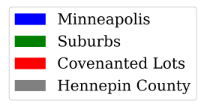 Minneapolis
Suburbs
Covenanted Lots
Hennepin County